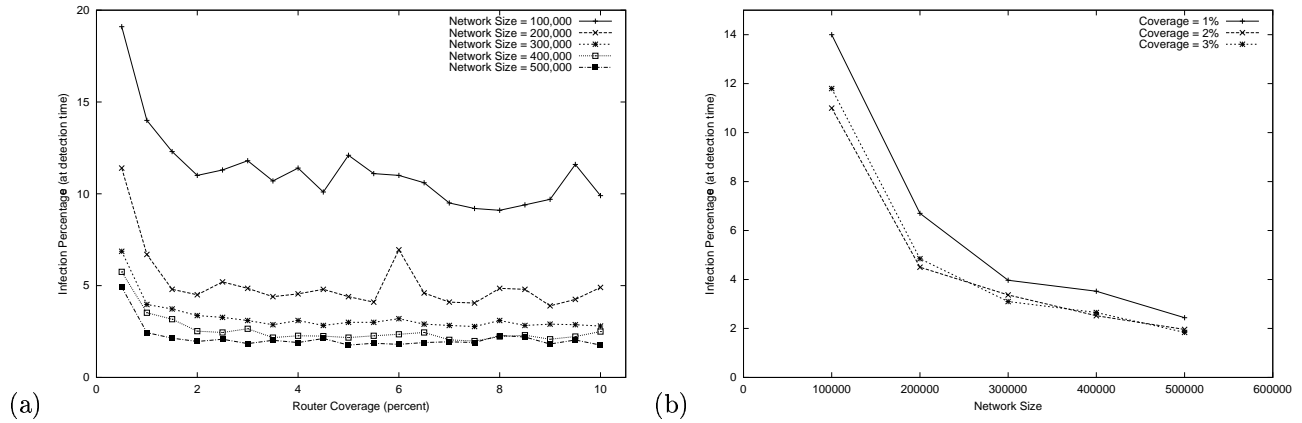 20
15
10
5
0
0
2
4
6
8
10
Infection Percentage (at detection time)
Router Coverage (percent)
Network Size = 100,000
Network Size = 200,000
Network Size = 300,000
Network Size = 400,000
Network Size = 500,000
(a)
14
12
10
8
6
4
2
0
0
100000
200000
300000
400000
500000
600000
Infection Percentage (at detection time)
Network Size
Coverage = 1%
Coverage = 2%
Coverage = 3%
(b)